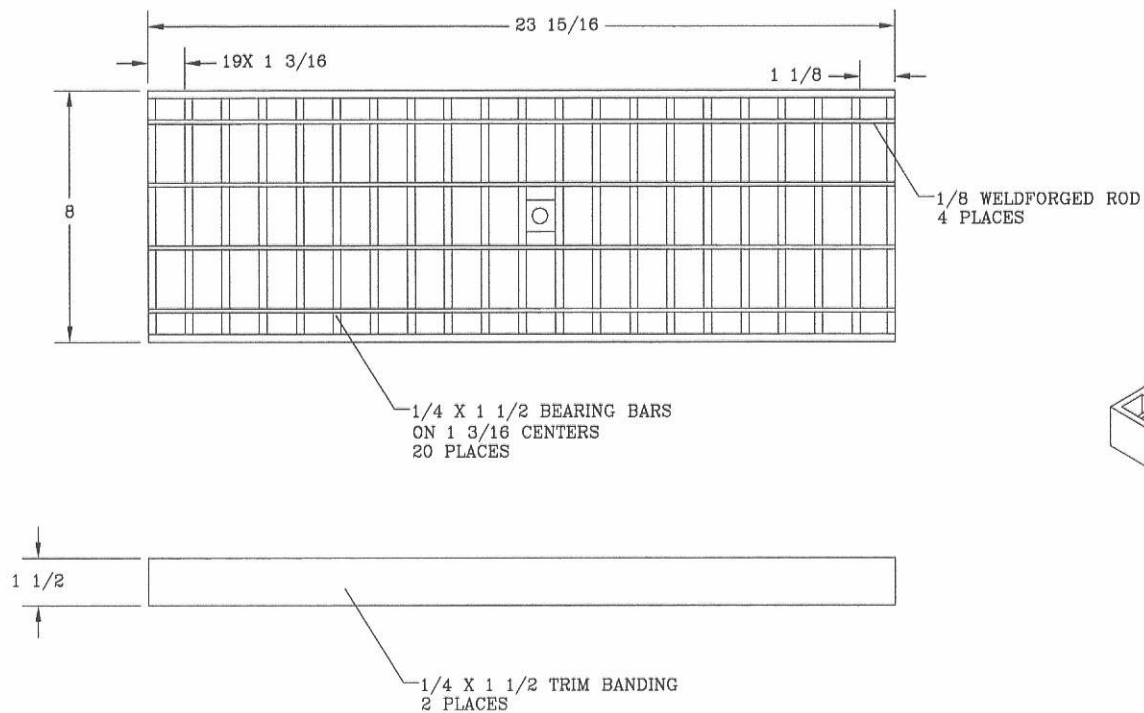 23 15/16
19X 1 3/16
1 1/8
8
1/8 WELDFORGED ROD
4 PLACES
1/4 X 1 1/2 BEARING BARS
ON 1 3/16 CENTERS
20 PLACES
1 1/2
1/4 X 1 1/2 TRIM BANDING
2 PLACES